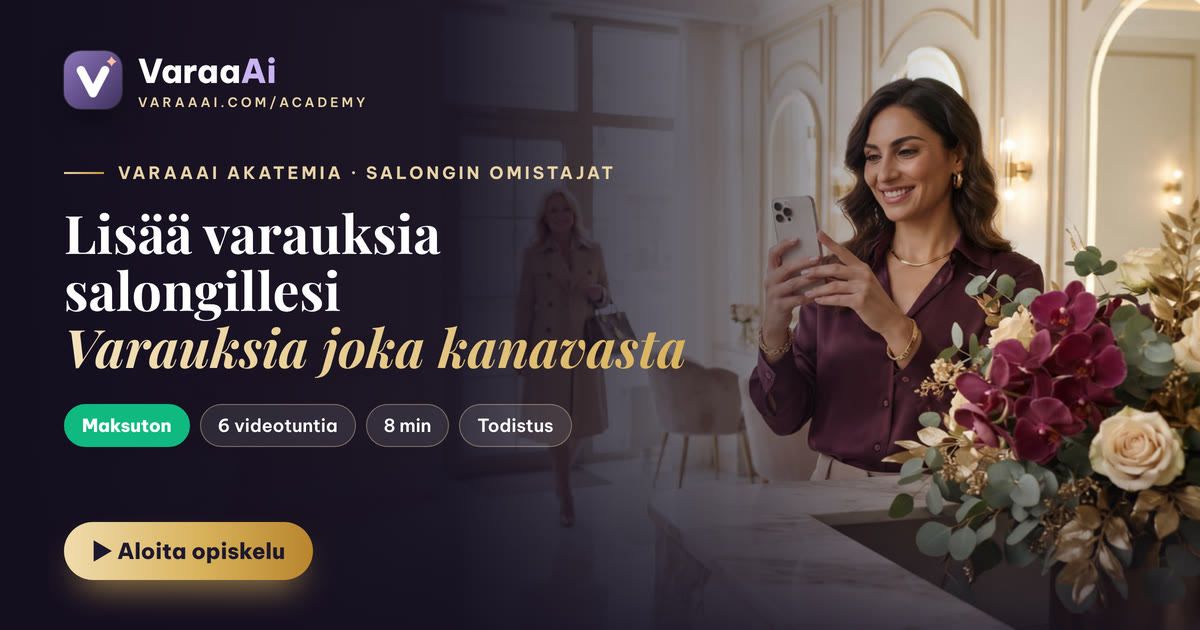 VaraaAi
VARAAAI.COM/ACADEMY
VARAAAI AKATEMIA · SALONGIN OMISTAJAT
Lisää varauksia
salongillesi
Varauksia joka kanavasta
Maksuton
6 videotuntia
8 min
Todistus
▶ Aloita opiskelu